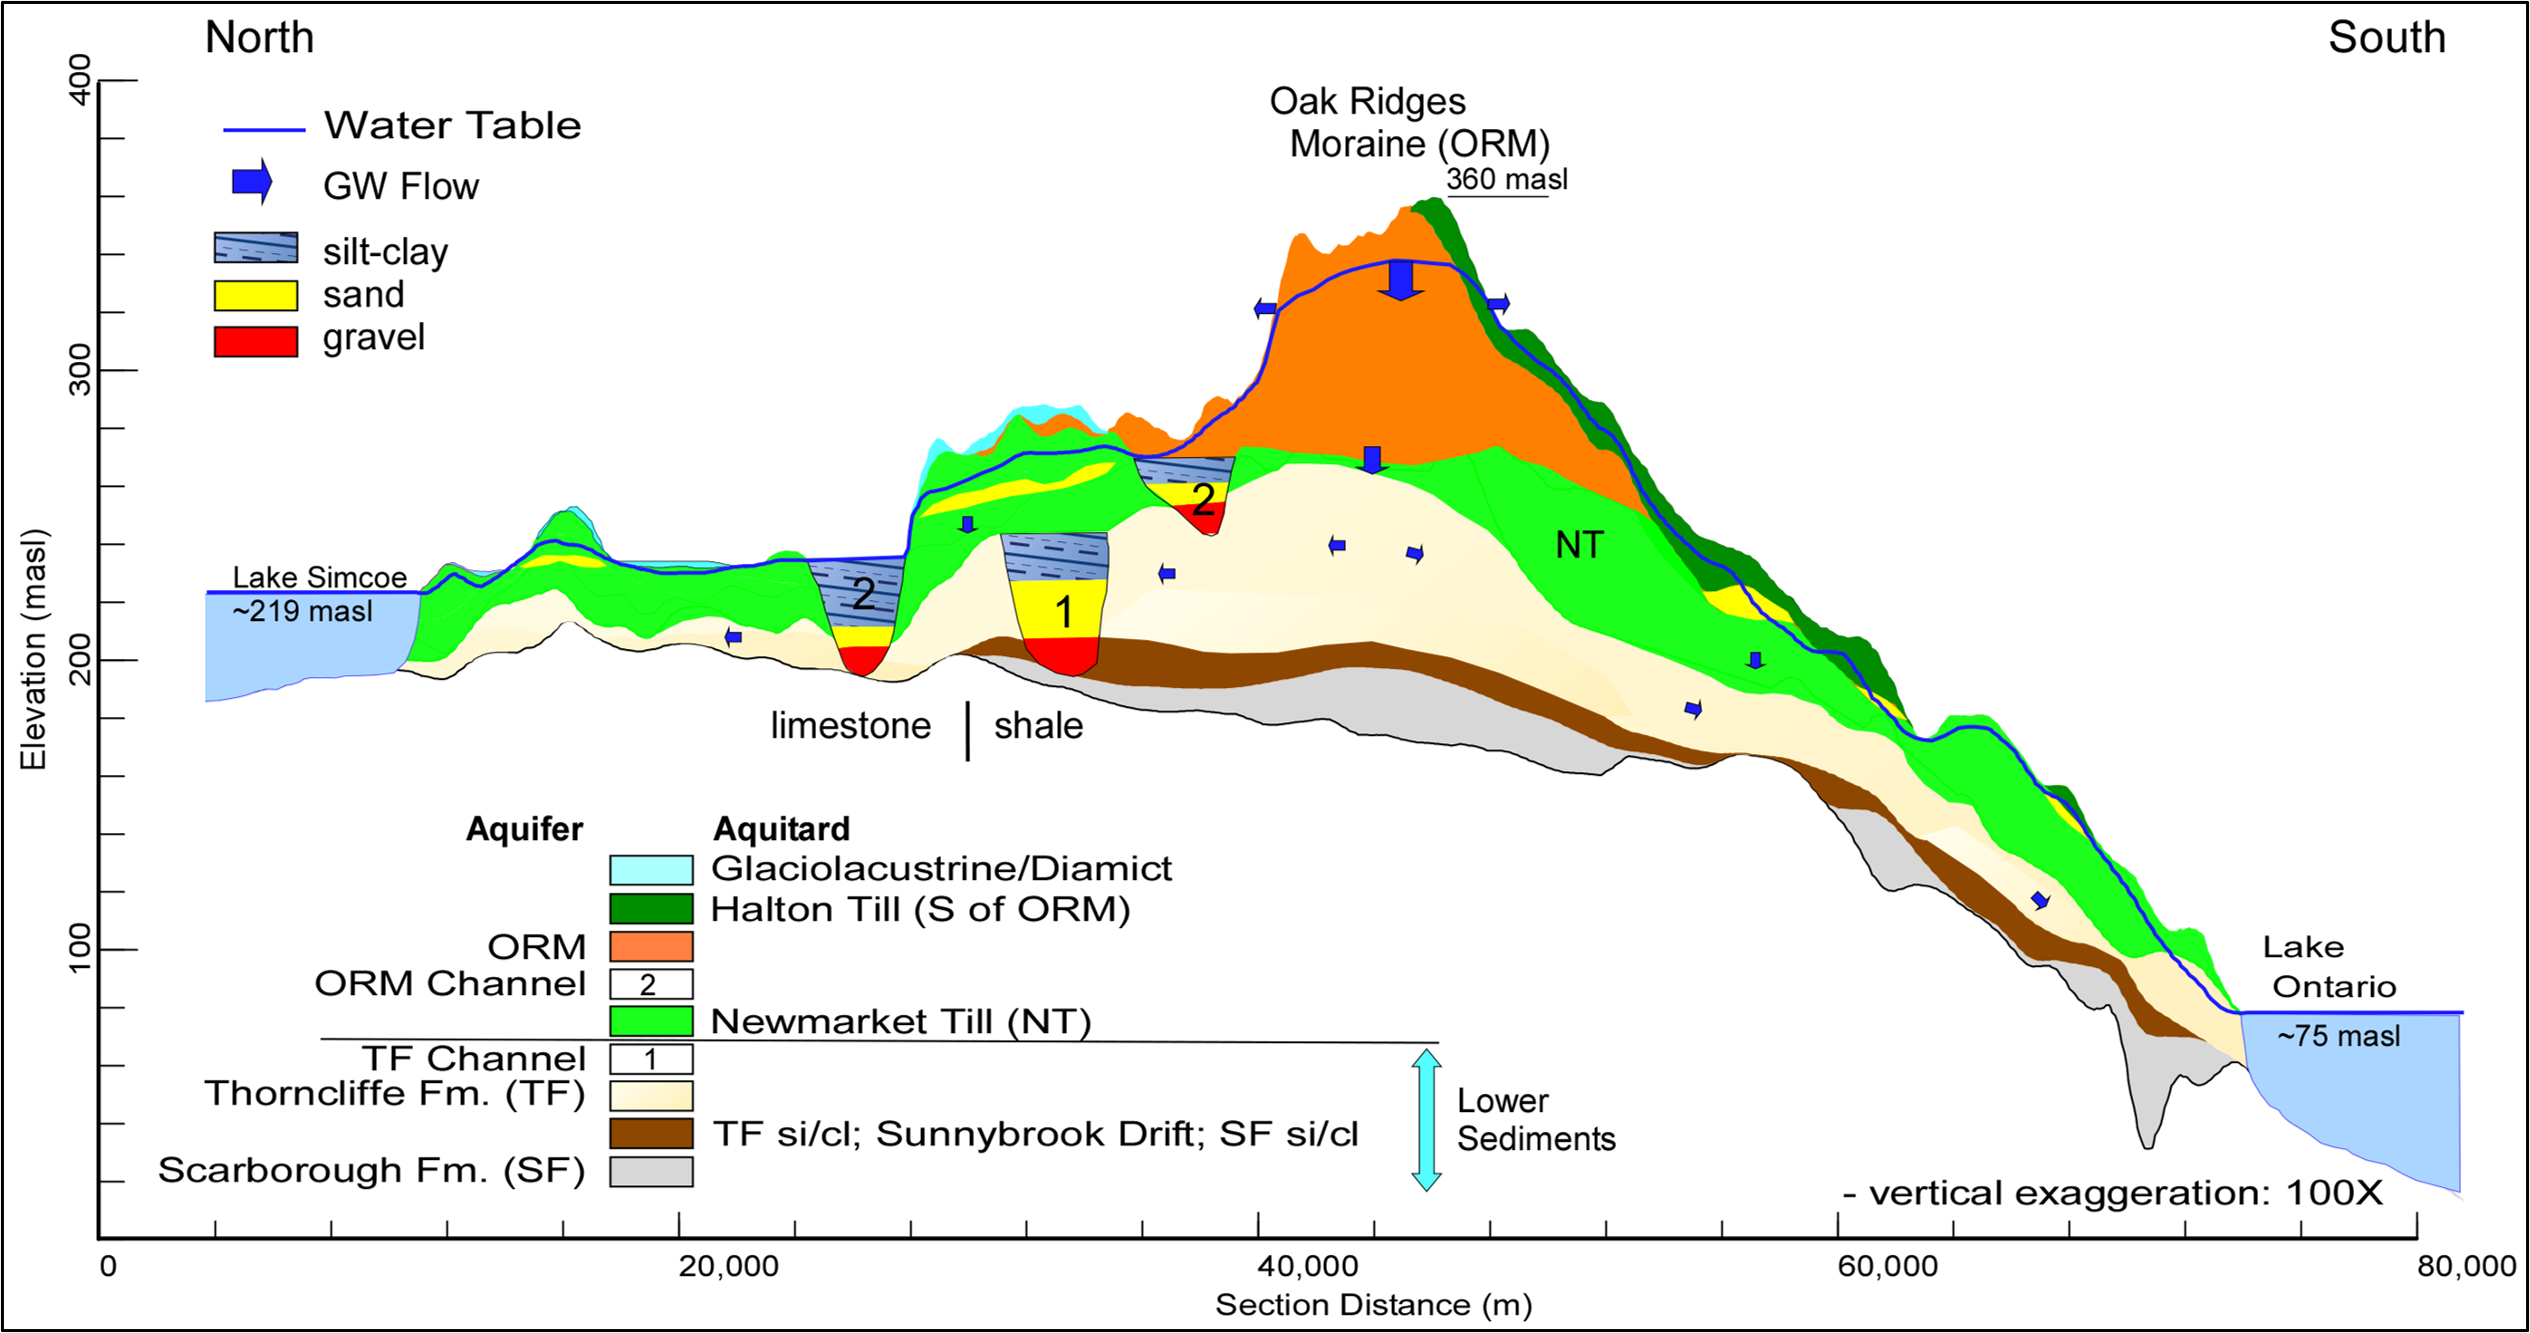 North
South
Oak Ridges
Moraine (ORM)
360 masl
Water Table
GW Flow
silt-clay
sand
gravel
400
300
200
100
Elevation (masl)
Lake Simcoe
~219 masl
2
1
2
NT
limestone | shale
Aquifer
Aquitard
Glaciolacustrine/Diamict
Halton Till (S of ORM)
ORM
ORM Channel
2
Newmarket Till (NT)
TF Channel
1
Thorncliffe Fm. (TF)
TF si/cl; Sunnybrook Drift; SF si/cl
Scarborough Fm. (SF)
Lower
Sediments
Lake
Ontario
~75 masl
- vertical exaggeration: 100X
0
20,000
40,000
60,000
80,000
Section Distance (m)